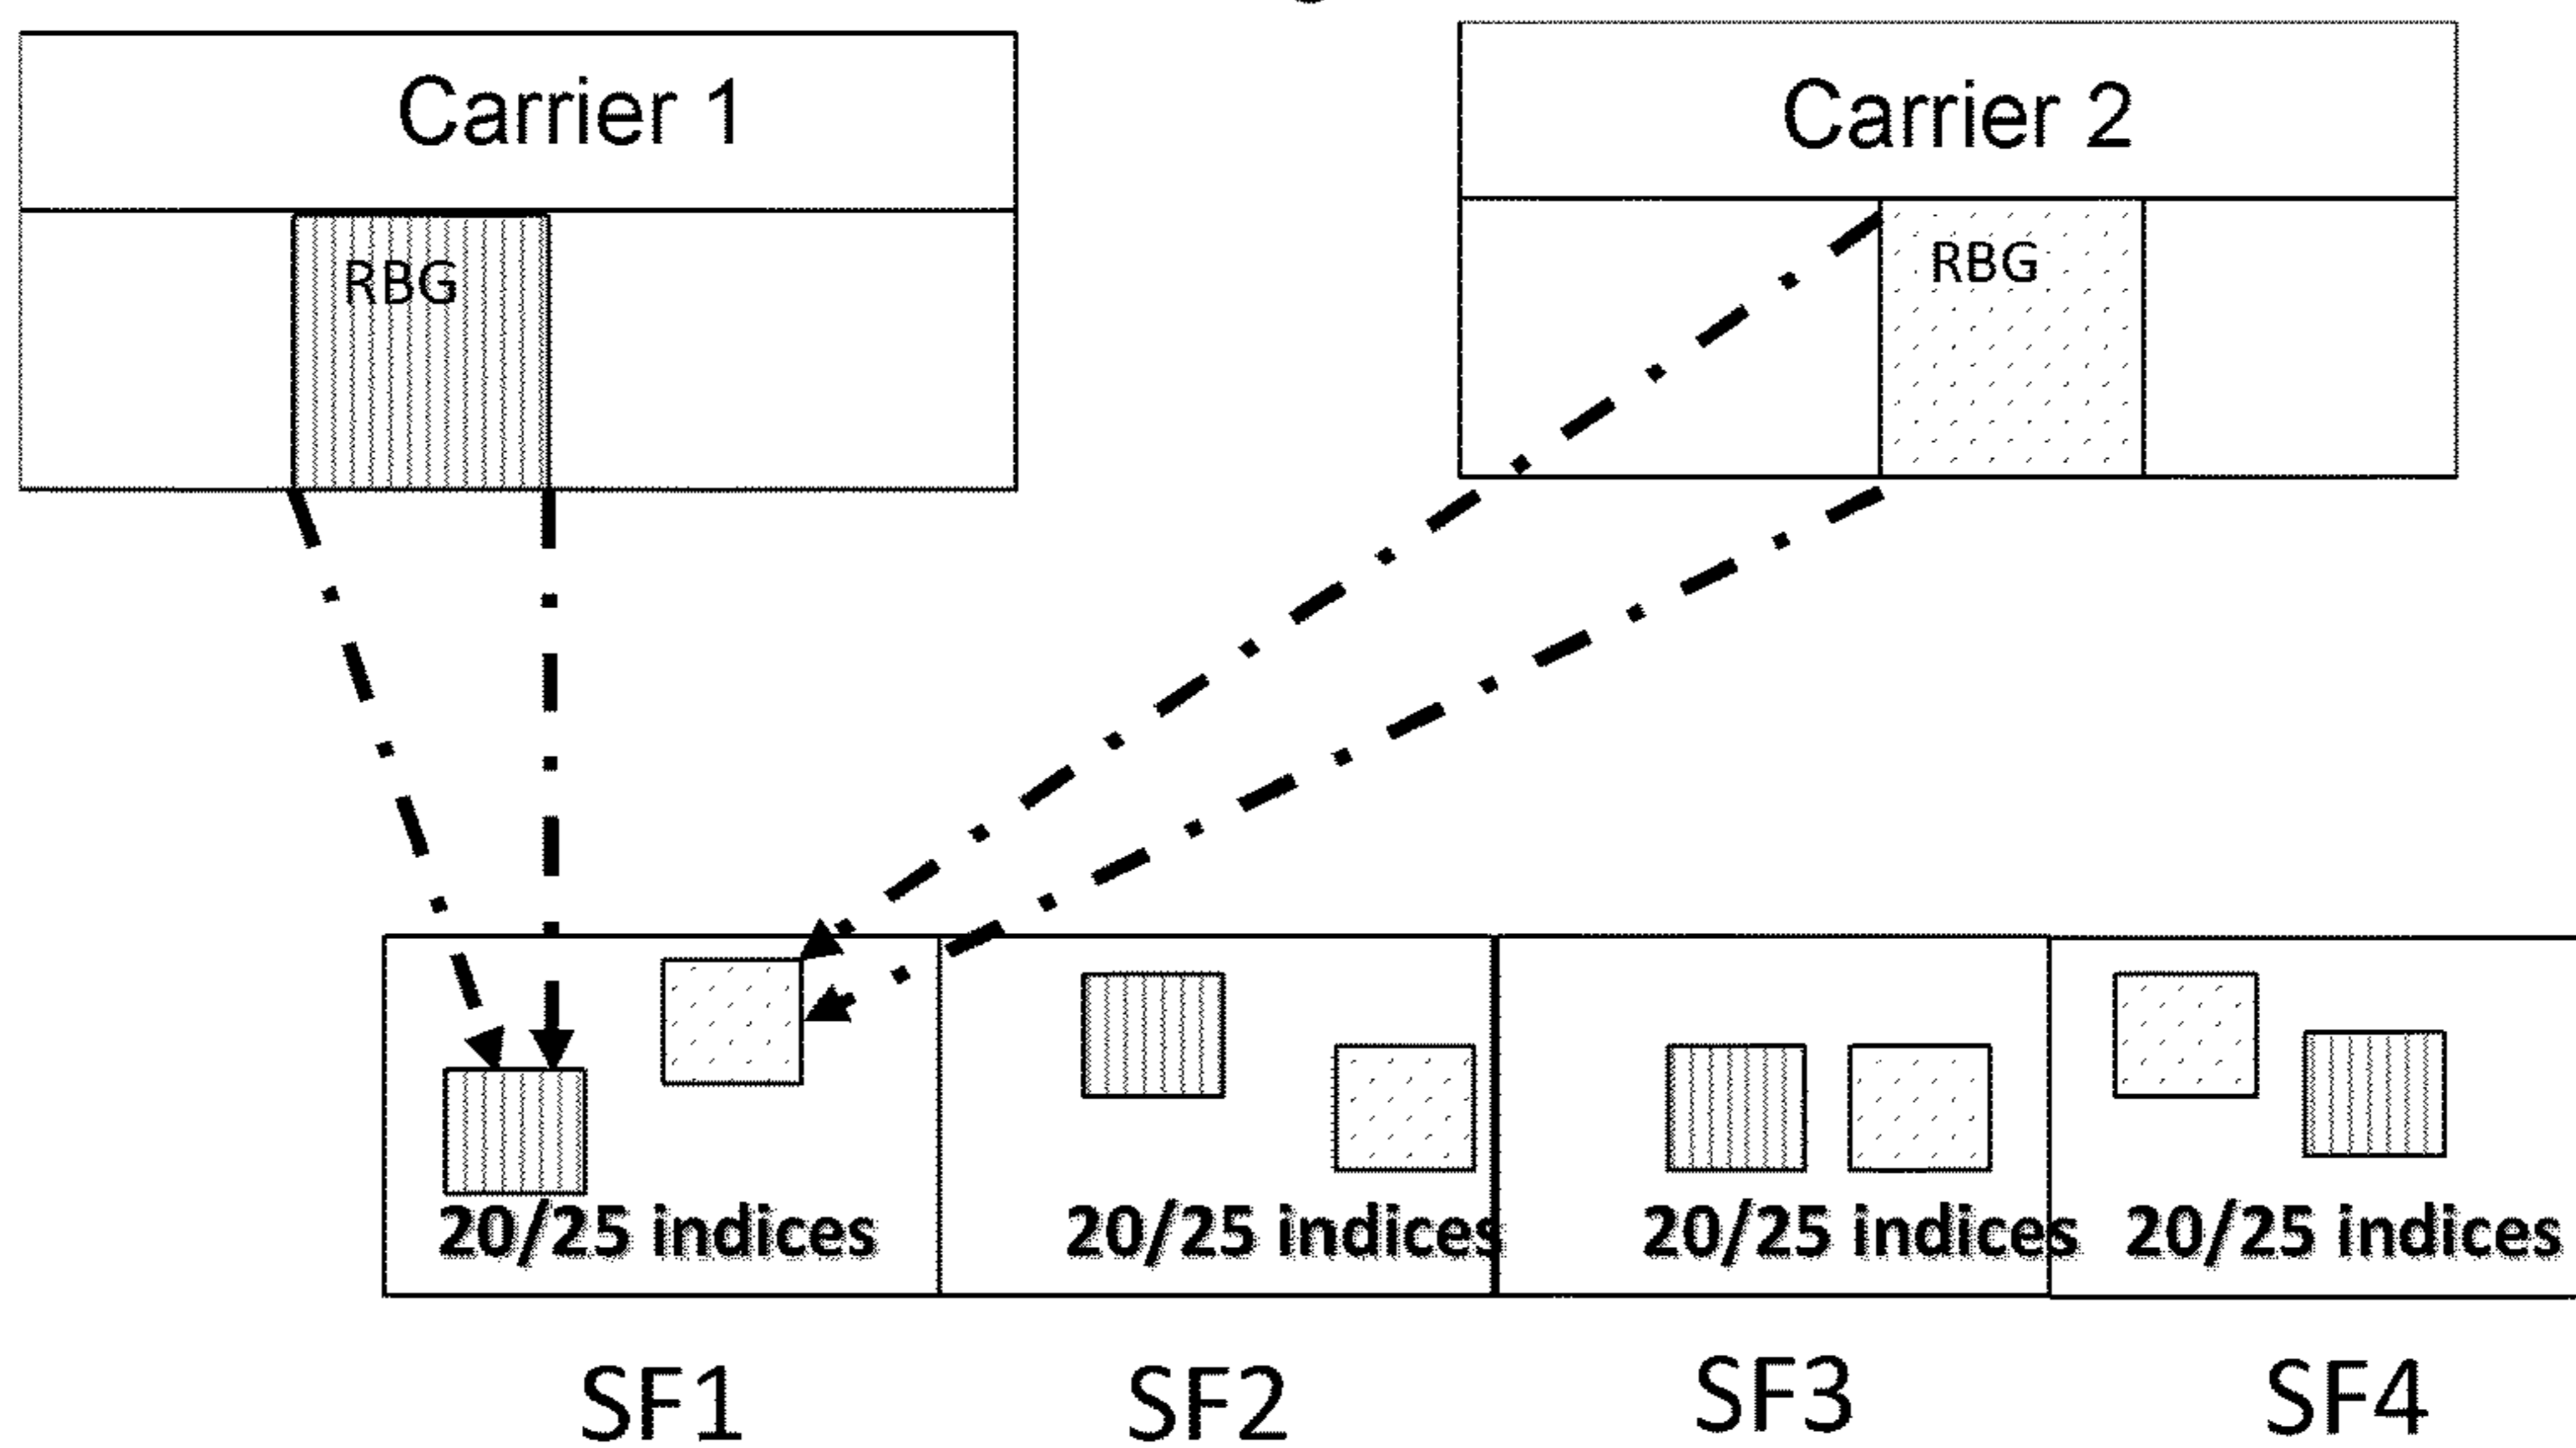 Carrier 1
Carrier 2
RBG
RBG
20/25 indices
20/25 indices
20/25 indices
20/25 indices
SF1
SF2
SF3
SF4